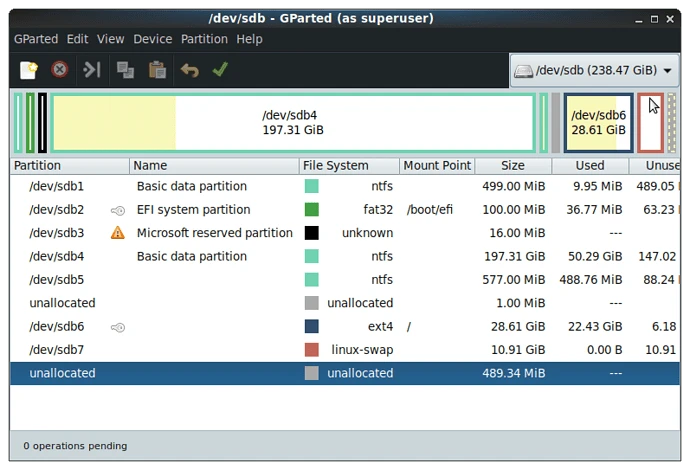 /dev/sdb - GParted (as superuser)
GParted Edit View Device Partition Help
/dev/sdb (238.47 GiB)
/dev/sdb4
197.31 GiB
/dev/sdb6
28.61 GiB
Partition Name File System Mount Point Size Used Unuse
/dev/sdb1 Basic data partition ntfs 499.00 MiB 9.95 MiB 489.05
/dev/sdb2 EFI system partition fat32 /boot/efi 100.00 MiB 36.77 MiB 63.23
/dev/sdb3 Microsoft reserved partition unknown 16.00 MiB ---
/dev/sdb4 Basic data partition ntfs 197.31 GiB 50.29 GiB 147.02
/dev/sdb5 ntfs 577.00 MiB 488.76 MiB 88.24
unallocated unallocated 1.00 MiB ---
/dev/sdb6 ext4 / 28.61 GiB 22.43 GiB 6.18
/dev/sdb7 linux-swap 10.91 GiB 0.00 B 10.91
unallocated unallocated 489.34 MiB ---
0 operations pending